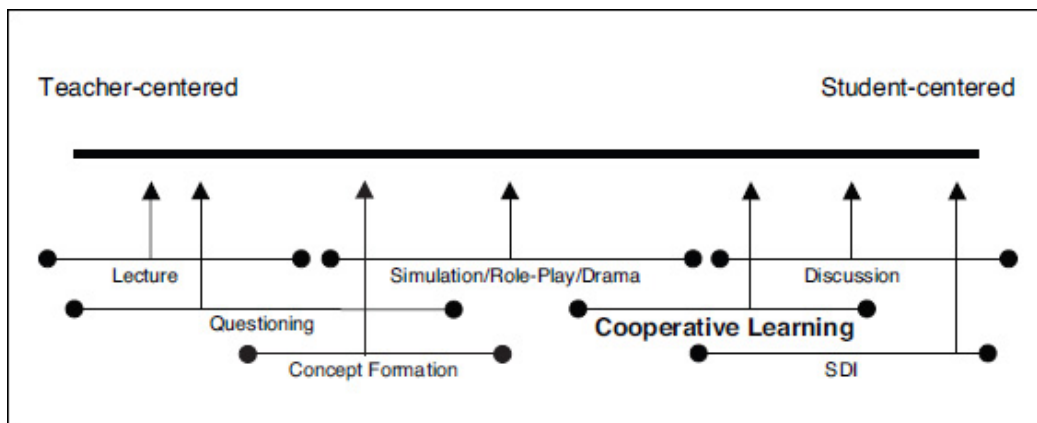 Teacher-centered
Student-centered
Lecture
Simulation/Role-Play/Drama
Discussion
Questioning
Cooperative Learning
Concept Formation
SDI